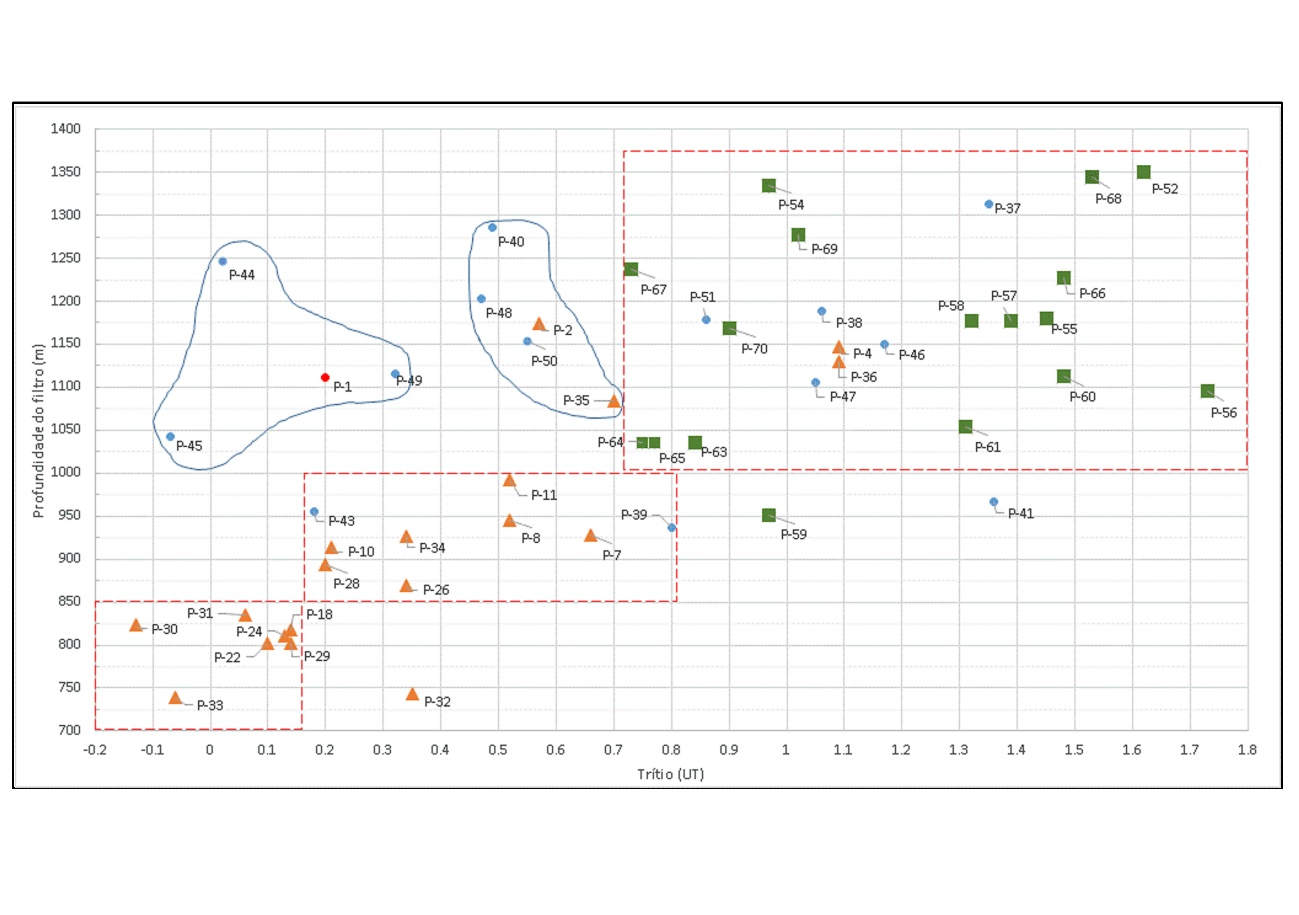 1400
1350
1300
1250
1200
1150
1100
1050
1000
950
900
850
800
750
700
Profundidade do filtro (m)
-0.2 -0.1 0 0.1 0.2 0.3 0.4 0.5 0.6 0.7 0.8 0.9 1 1.1 1.2 1.3 1.4 1.5 1.6 1.7 1.8
Trítio (UT)
P-52
P-68
P-54
P-37
P-40
P-69
P-44
P-67
P-66
P-51
P-57
P-58
P-48
P-38
P-2
P-55
P-70
P-4
P-46
P-50
P-36
P-49
P-1
P-47
P-60
P-35
P-56
P-45
P-64
P-65
P-63
P-61
P-11
P-43
P-39
P-41
P-8
P-59
P-10
P-34
P-7
P-28
P-26
P-31
P-18
P-30
P-24
P-22
P-29
P-33
P-32